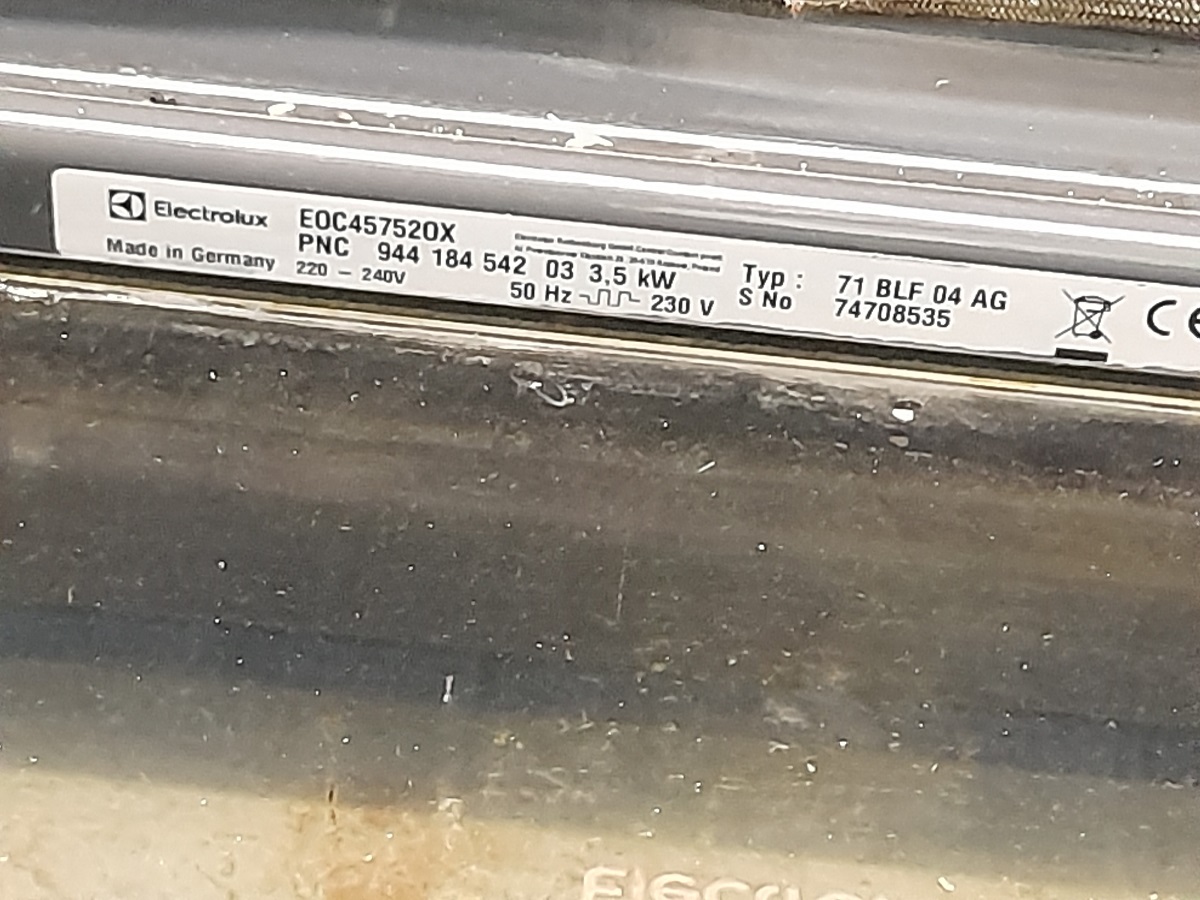 Electrolux
Made in Germany
EOC45752OX
PNC 944 184 542 03 3,5 kW
220 – 240V
50 Hz 230 V
Typ : 71 BLF 04 AG
S No 74708535
CE